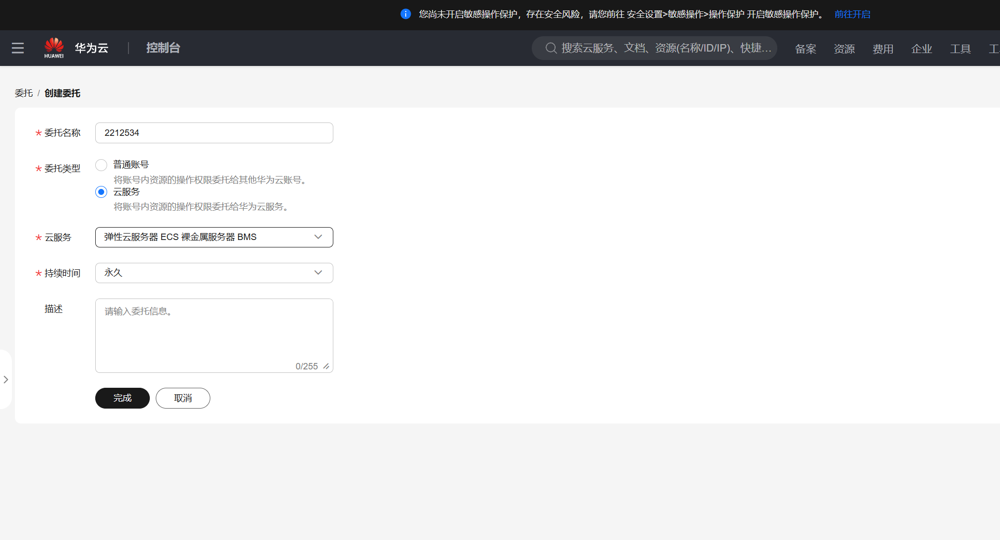 您尚未开启敏感操作保护，存在安全风险，请您前往 安全设置>敏感操作>操作保护 开启敏感操作保护。 前往开启
HUAWEI 华为云 控制台 搜索云服务、文档、资源(名称/ID/IP)、快捷... 备案 资源 费用 企业 工具
委托 / 创建委托
* 委托名称 2212534
* 委托类型 普通账号
将账号内资源的操作权限委托给其他华为云账号。
云服务
将账号内资源的操作权限委托给华为云服务。
* 云服务 弹性云服务器 ECS 裸金属服务器 BMS
* 持续时间 永久
描述 请输入委托信息。
0/255
完成 取消